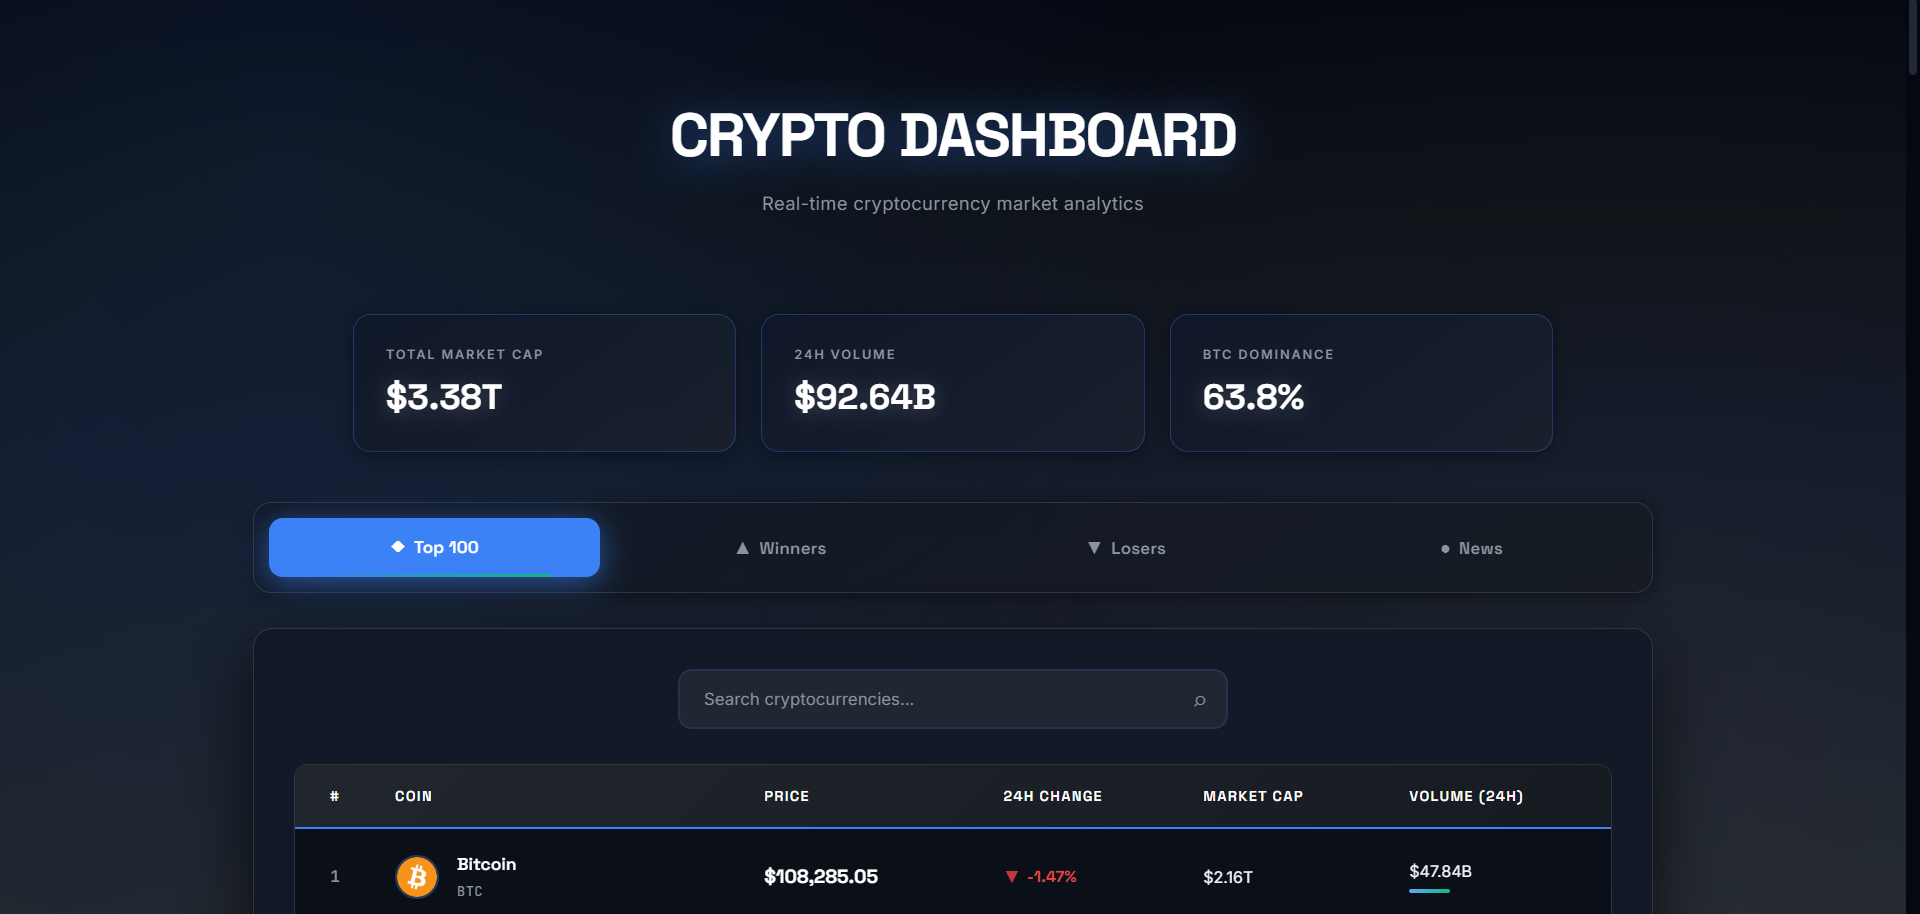 CRYPTO DASHBOARD
Real-time cryptocurrency market analytics
TOTAL MARKET CAP
$3.38T
24H VOLUME
$92.64B
BTC DOMINANCE
63.8%
Top 100
Winners
Losers
News
Search cryptocurrencies...
# COIN PRICE 24H CHANGE MARKET CAP VOLUME (24H)
1 Bitcoin $108,285.05 ▼ -1.47% $2.16T $47.84B
BTC